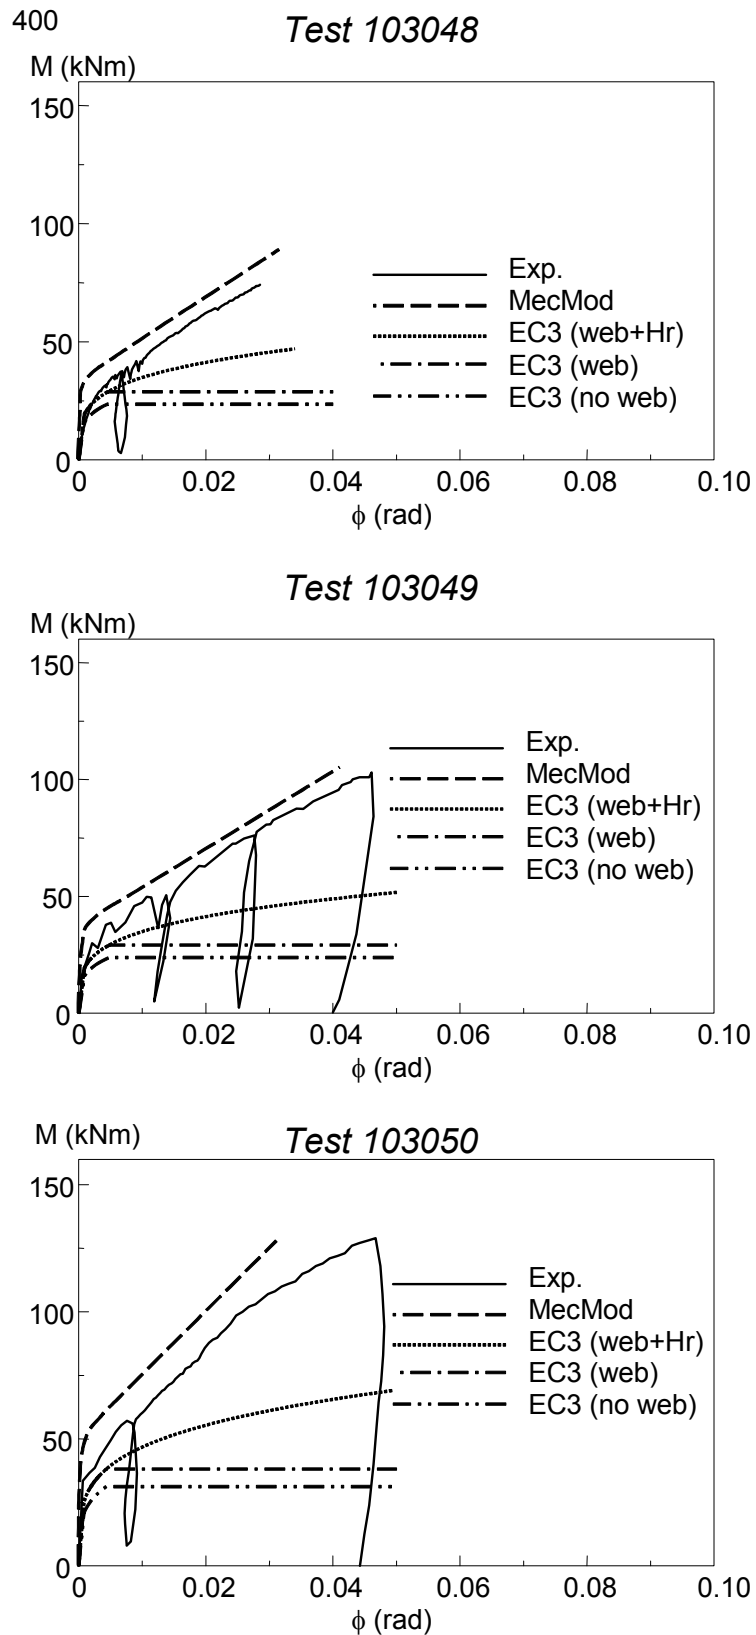 400
Test 103048
M (kNm)
150
100
50
0
Exp.
MecMod
EC3 (web+Hr)
EC3 (web)
EC3 (no web)
0 0.02 0.04 0.06 0.08 0.10
ϕ (rad)
Test 103049
M (kNm)
150
100
50
0
Exp.
MecMod
EC3 (web+Hr)
EC3 (web)
EC3 (no web)
0 0.02 0.04 0.06 0.08 0.10
ϕ (rad)
M (kNm) Test 103050
150
100
50
0
Exp.
MecMod
EC3 (web+Hr)
EC3 (web)
EC3 (no web)
0 0.02 0.04 0.06 0.08 0.10
ϕ (rad)